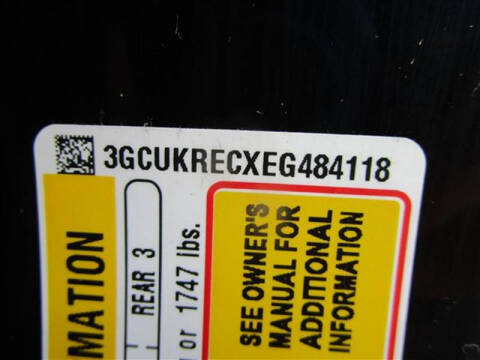 3GCUKRECXEG484118
MATION
REAR 3
or 1747 lbs.
SEE OWNER'S
MANUAL FOR
ADDITIONAL
INFORMATION